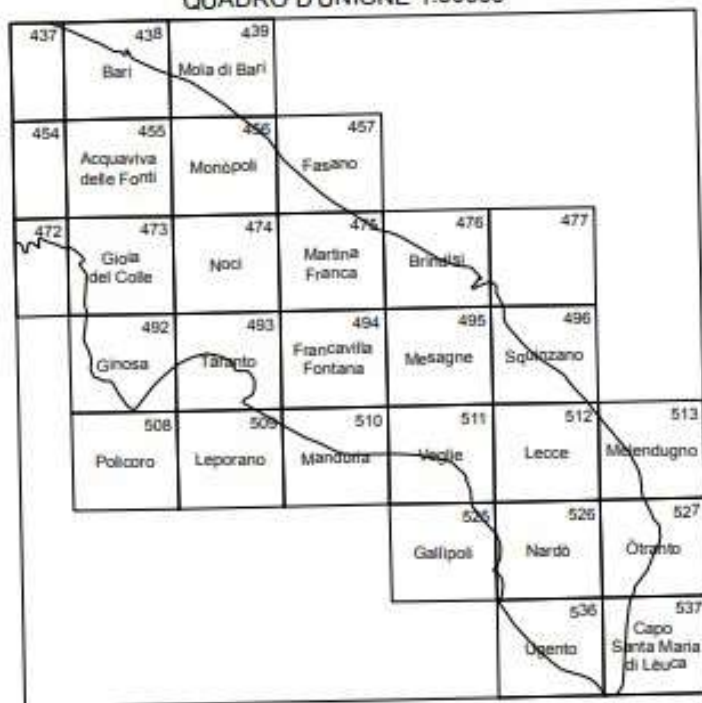 QUADRO D'UNIONE 1:50000
437
438
439
Bari
Mola di Bari
454
455
456
457
Acquaviva
delle Fonti
Monòpoli
Fasano
472
473
474
475
476
477
Gioia
del Colle
Noci
Martina
Franca
Brindisi
492
493
494
495
496
Ginosa
Taranto
Francavilla
Fontana
Mesagne
Squinzano
508
509
510
511
512
513
Policoro
Leporano
Manduria
Veglie
Lecce
Melendugno
525
526
527
Gallipoli
Nardò
Òtranto
536
537
Ugento
Capo
Santa Maria
di Lèuca